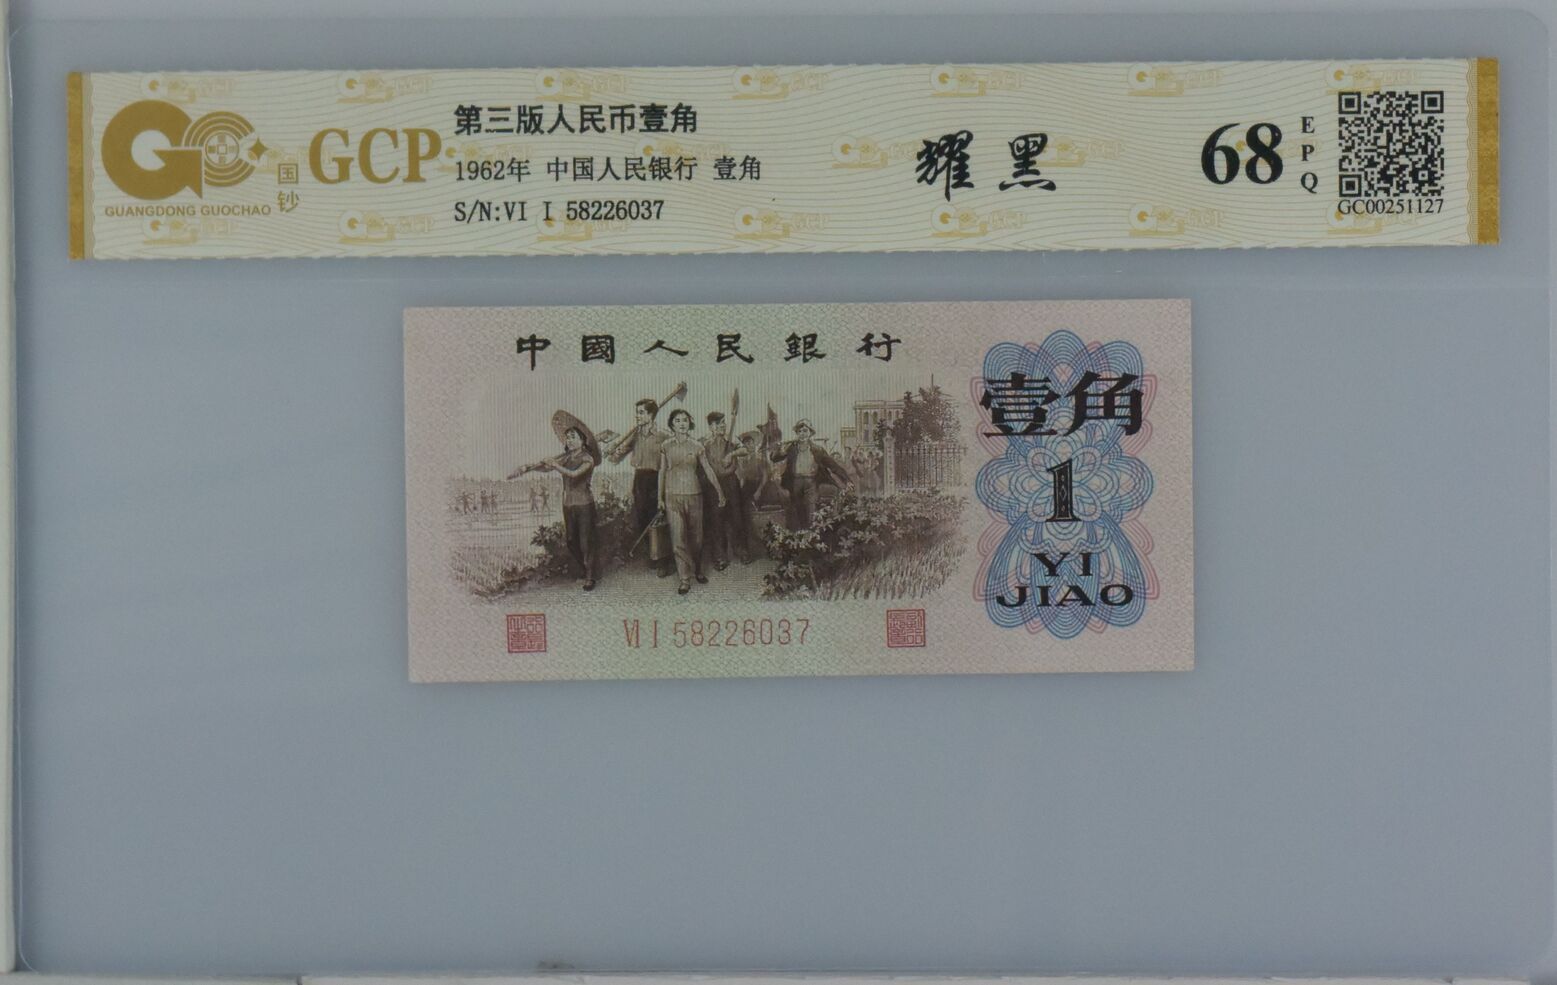 GUANGDONG GUOCHAO
国钞
GCP
第三版人民币壹角
1962年 中国人民银行 壹角
S/N:VI I 58226037
耀黑
68
EPQ
GC00251127
中國人民銀行
壹角
1
YI
JIAO
VI I 58226037